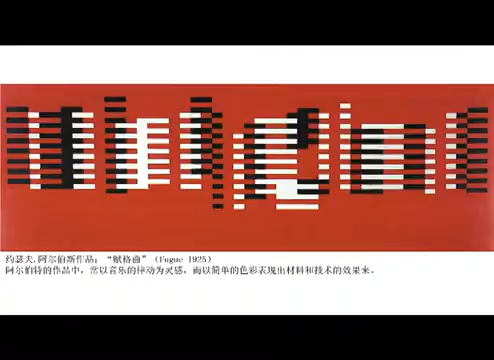 约瑟夫.阿尔伯斯作品：“赋格曲”（Fugue 1925）
阿尔伯特的作品中，常以音乐的律动为灵感，而以简单的色彩表现出材料和技术的效果来。